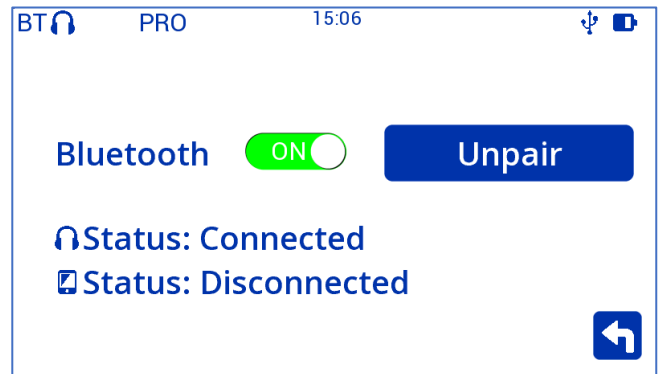 BT PRO 15:06
Bluetooth ON Unpair
Status: Connected
Status: Disconnected